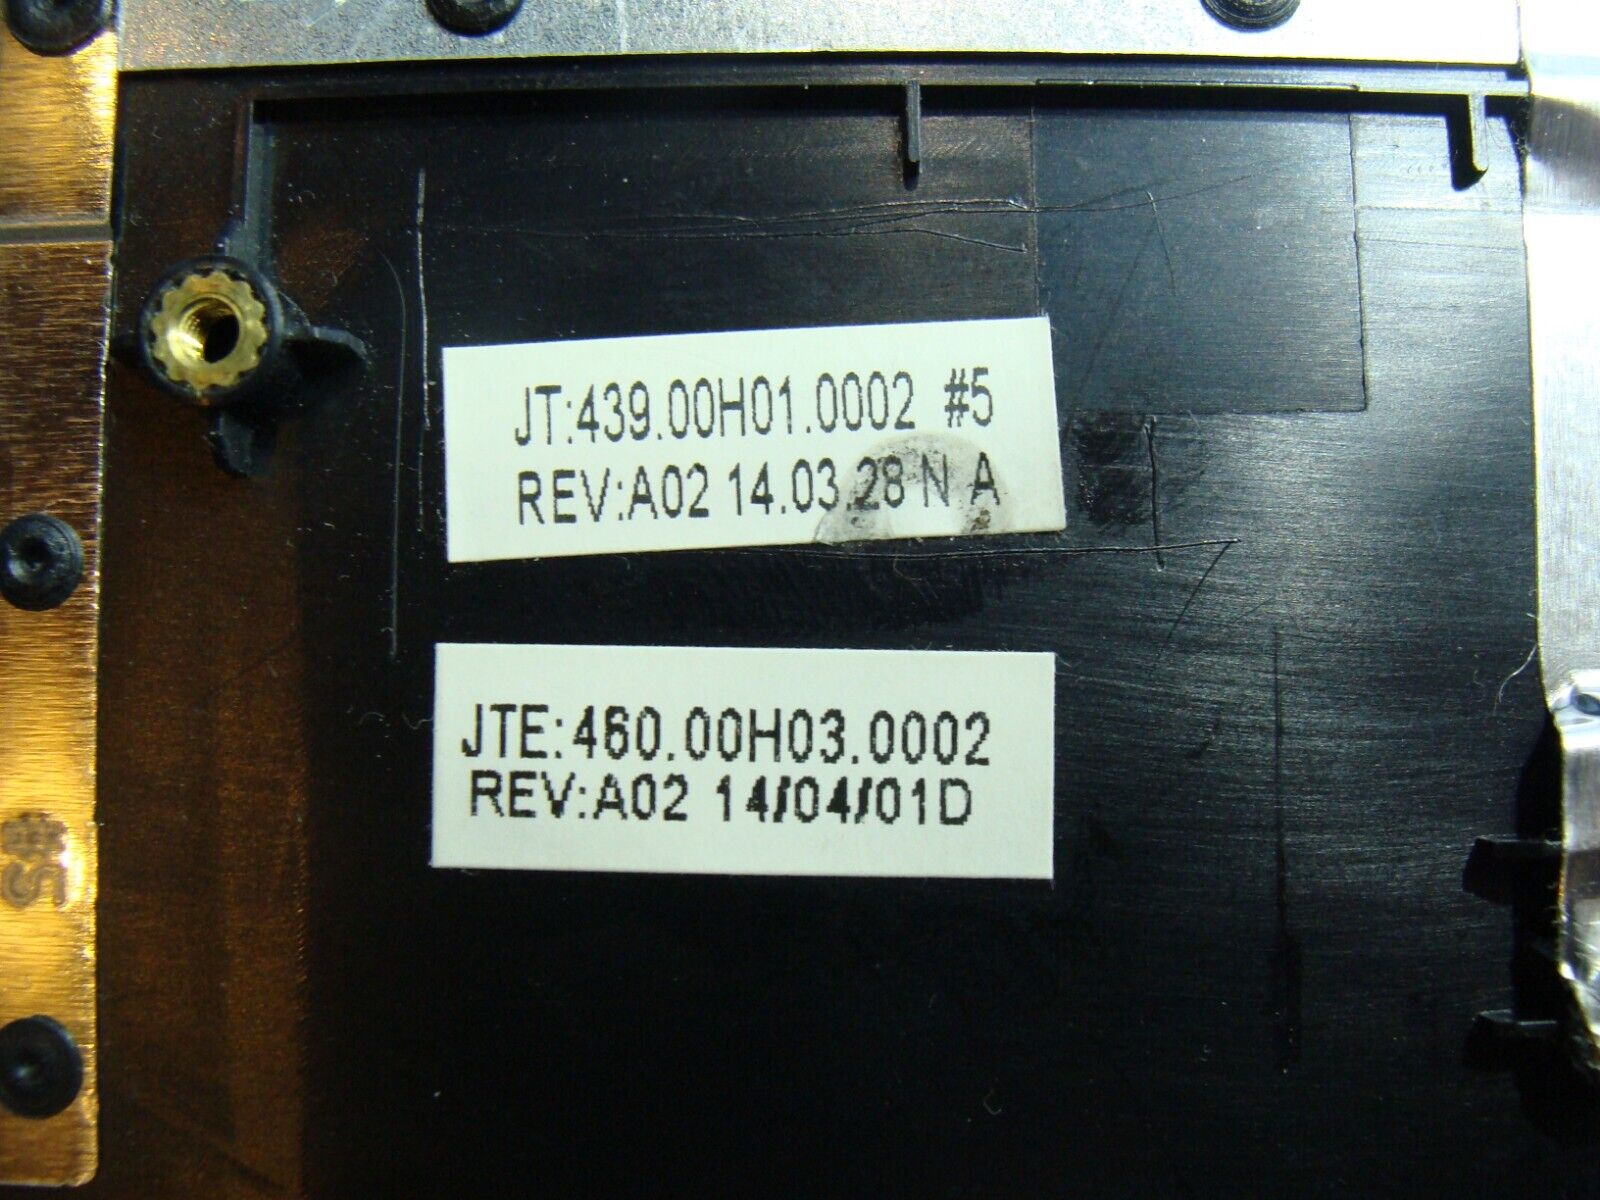 JT:439.00H01.0002 #5
REV:A02 14.03.28 N A
JTE:460.00H03.0002
REV:A02 14/04/01D